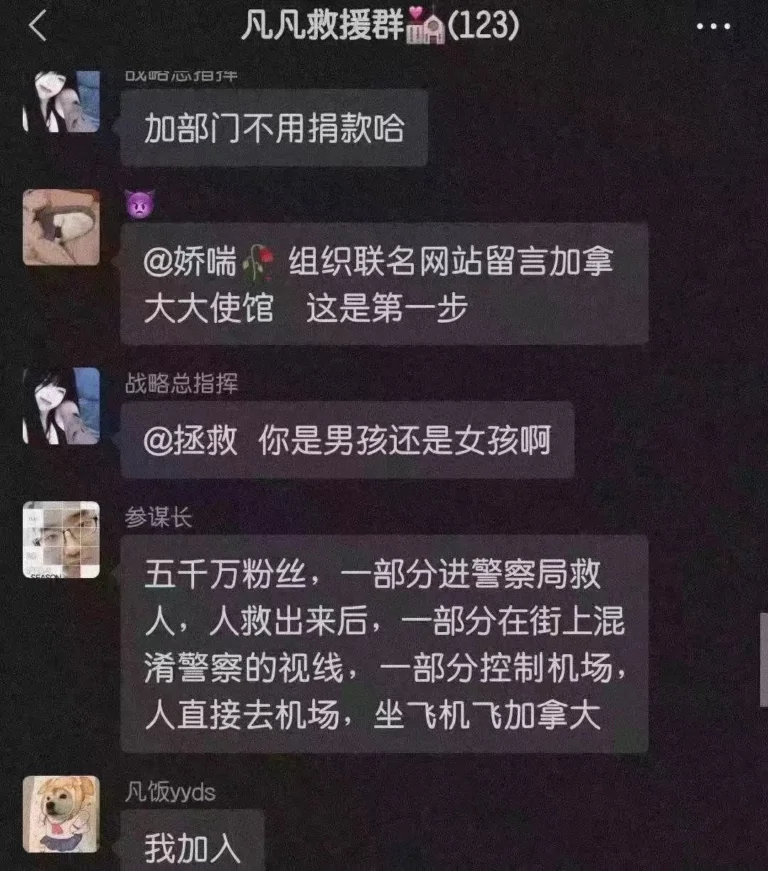 凡凡救援群(123)
战略总指挥
加部门不用捐款哈
@娇喘 组织联名网站留言加拿
大大使馆 这是第一步
战略总指挥
@拯救 你是男孩还是女孩啊
参谋长
五千万粉丝，一部分进警察局救
人，人救出来后，一部分在街上混
淆警察的视线，一部分控制机场，
人直接去机场，坐飞机飞加拿大
凡饭yyds
我加入